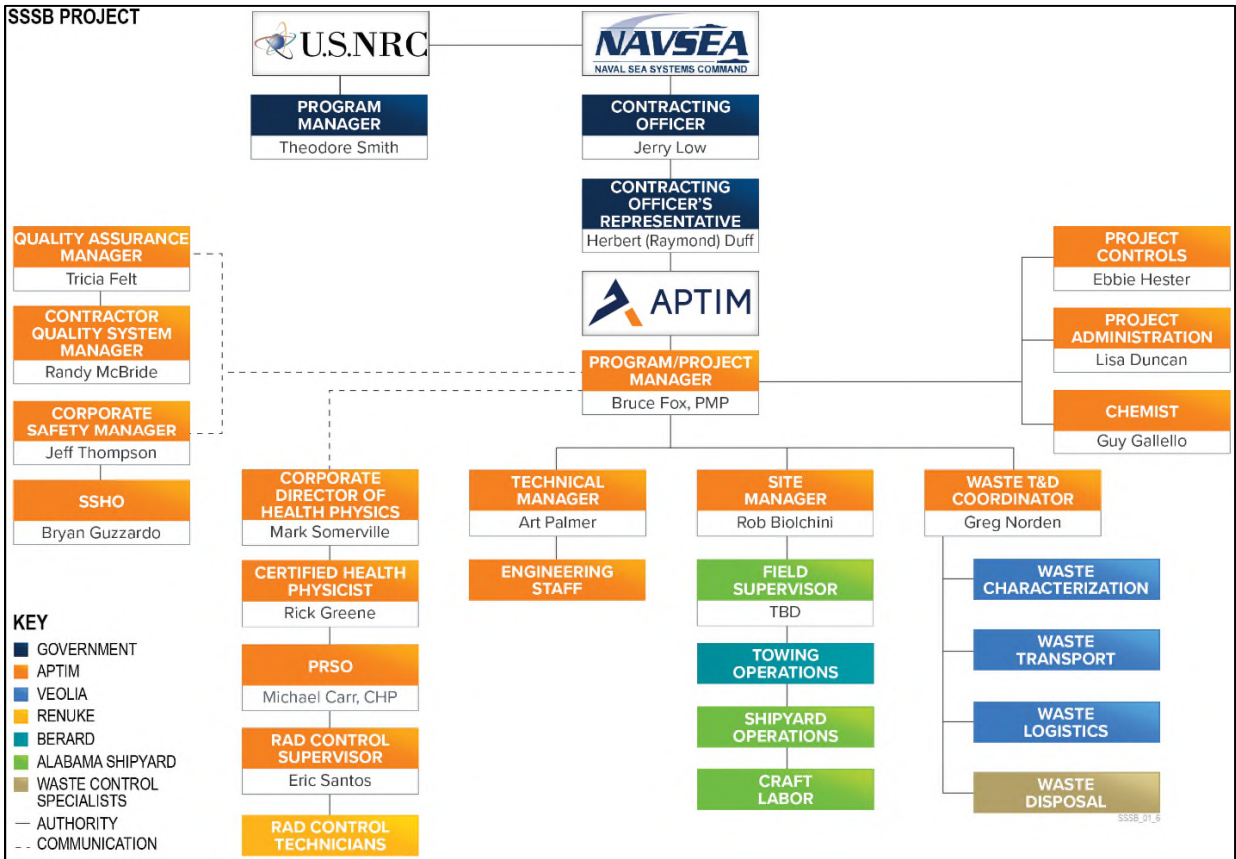 SSSB PROJECT
U.S.NRC
NAVSEA
NAVAL SEA SYSTEMS COMMAND
PROGRAM
MANAGER
Theodore Smith
CONTRACTING
OFFICER
Jerry Low
CONTRACTING
OFFICER'S
REPRESENTATIVE
Herbert (Raymond) Duff
APTIM
PROGRAM/PROJECT
MANAGER
Bruce Fox, PMP
QUALITY ASSURANCE
MANAGER
Tricia Felt
CONTRACTOR
QUALITY SYSTEM
MANAGER
Randy McBride
CORPORATE
SAFETY MANAGER
Jeff Thompson
SSHO
Bryan Guzzardo
PROJECT
CONTROLS
Ebbie Hester
PROJECT
ADMINISTRATION
Lisa Duncan
CHEMIST
Guy Gallello
CORPORATE
DIRECTOR OF
HEALTH PHYSICS
Mark Somerville
CERTIFIED HEALTH
PHYSICIST
Rick Greene
PRSO
Michael Carr, CHP
RAD CONTROL
SUPERVISOR
Eric Santos
RAD CONTROL
TECHNICIANS
TECHNICAL
MANAGER
Art Palmer
ENGINEERING
STAFF
SITE
MANAGER
Rob Biolchini
FIELD
SUPERVISOR
TBD
TOWING
OPERATIONS
SHIPYARD
OPERATIONS
CRAFT
LABOR
WASTE T&D
COORDINATOR
Greg Norden
WASTE
CHARACTERIZATION
WASTE
TRANSPORT
WASTE
LOGISTICS
WASTE
DISPOSAL
SSSB_01_6
KEY
GOVERNMENT
APTIM
VEOLIA
RENUKE
BERARD
ALABAMA SHIPYARD
WASTE CONTROL
SPECIALISTS
AUTHORITY
COMMUNICATION